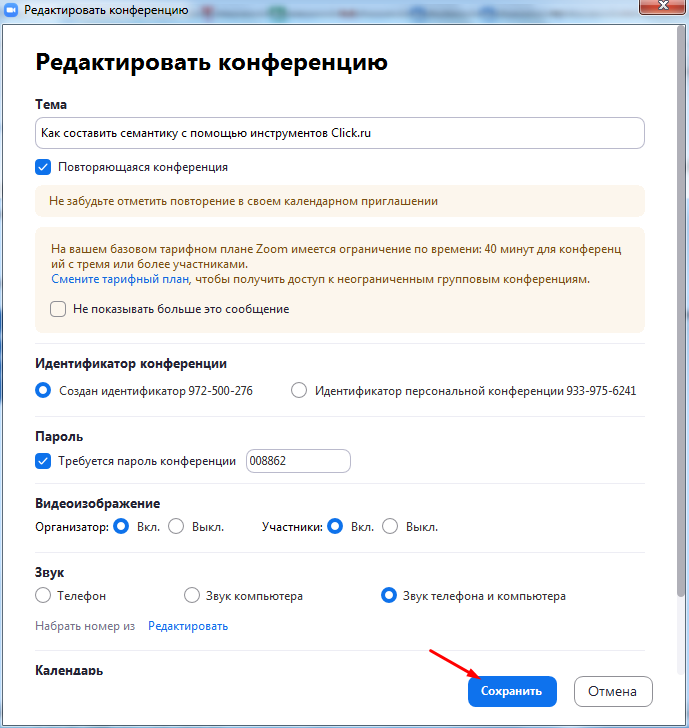 Редактировать конференцию
Редактировать конференцию
Тема
Как составить семантику с помощью инструментов Click.ru
Повторяющаяся конференция
Не забудьте отметить повторение в своем календарном приглашении
На вашем базовом тарифном плане Zoom имеется ограничение по времени: 40 минут для конференц
ий с тремя или более участниками.
Смените тарифный план, чтобы получить доступ к неограниченным групповым конференциям.
Не показывать больше это сообщение
Идентификатор конференции
Создан идентификатор 972-500-276 Идентификатор персональной конференции 933-975-6241
Пароль
Требуется пароль конференции 008862
Видеоизображение
Организатор: Вкл. Выкл. Участники: Вкл. Выкл.
Звук
Телефон Звук компьютера Звук телефона и компьютера
Набрать номер из Редактировать
Календарь
Сохранить Отмена